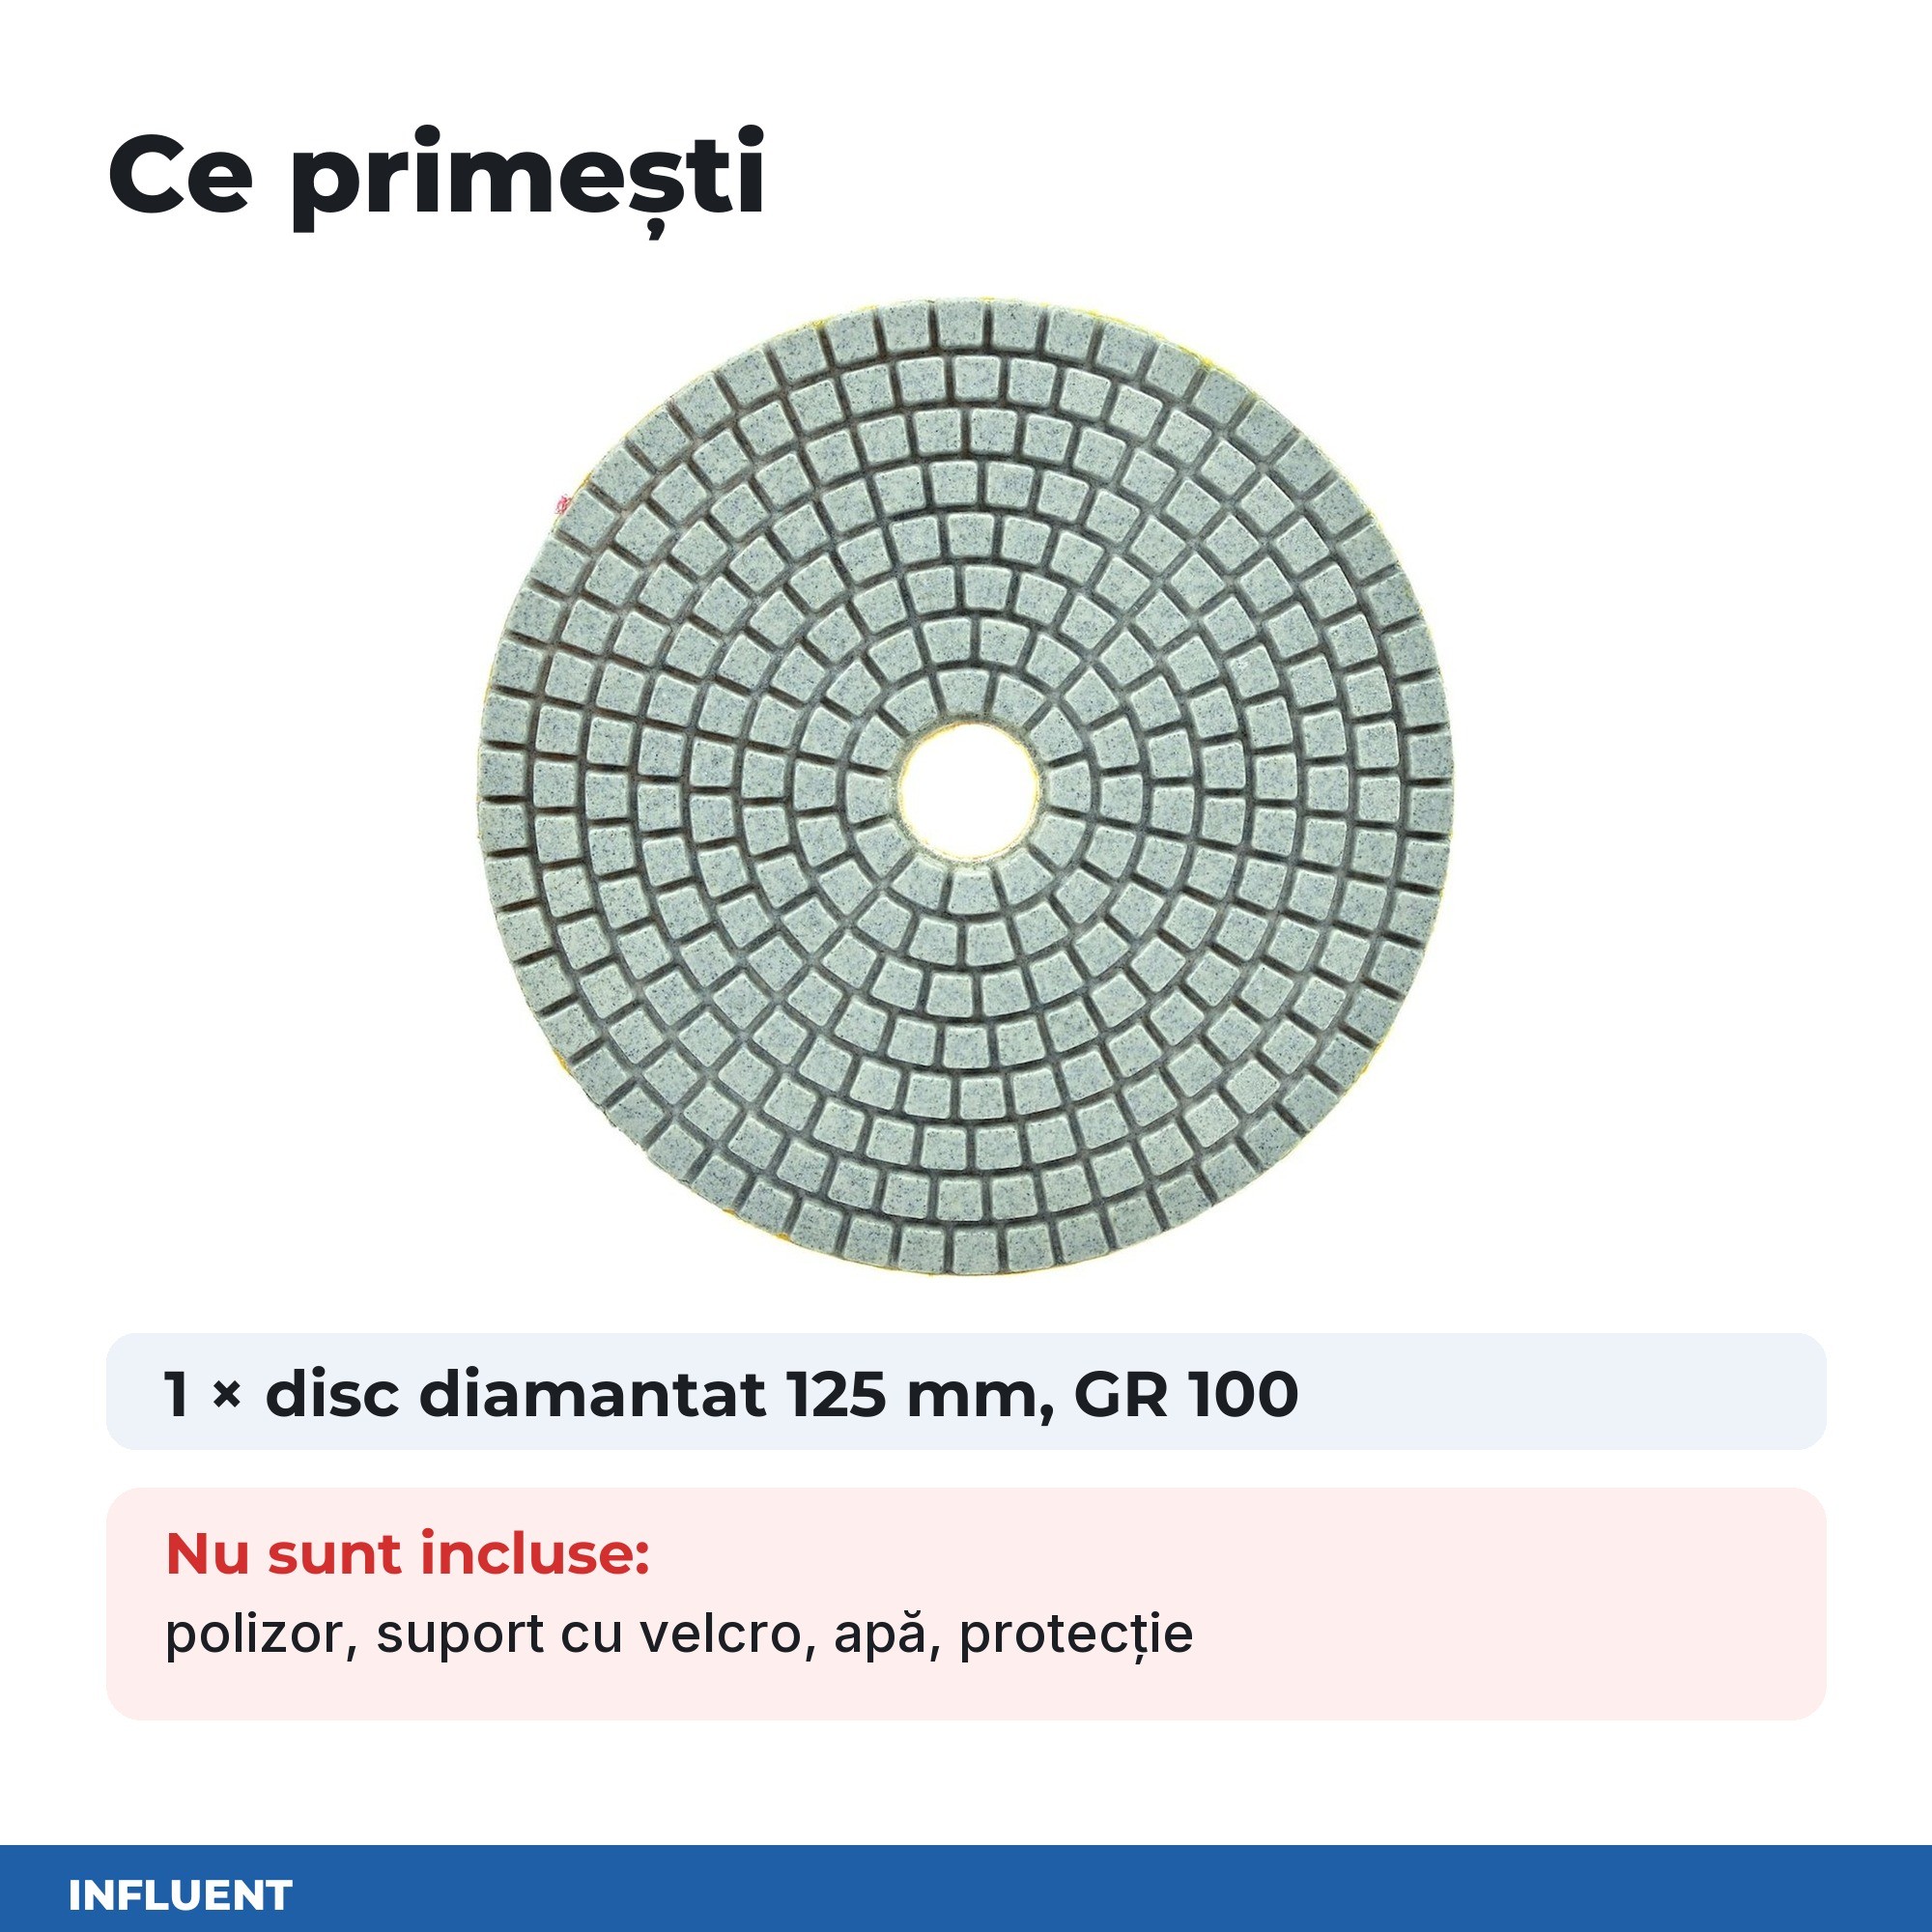 Ce primești
1 × disc diamantat 125 mm, GR 100
Nu sunt incluse:
polizor, suport cu velcro, apă, protecție
INFLUENT